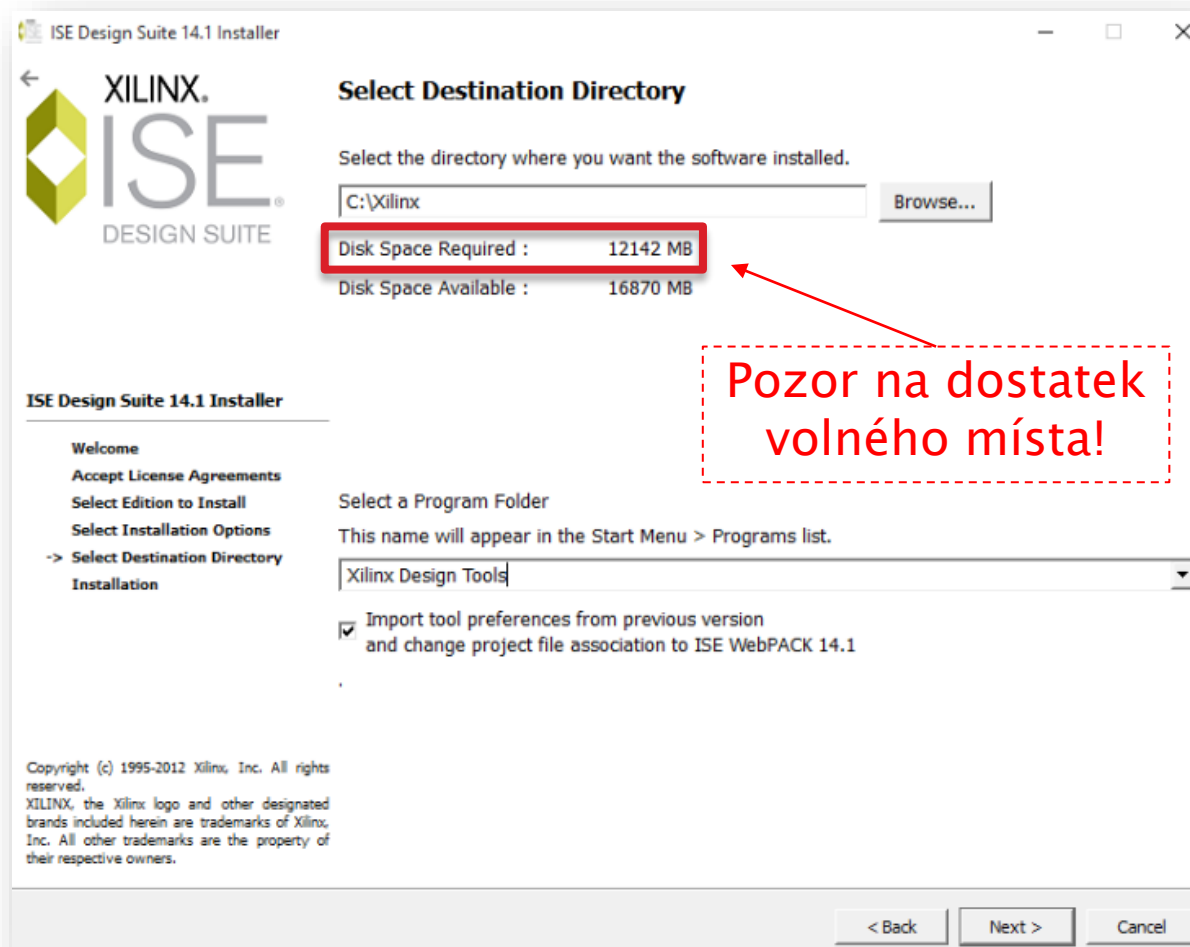 ISE Design Suite 14.1 Installer
XILINX.
ISE®
DESIGN SUITE
Select Destination Directory
Select the directory where you want the software installed.
C:\Xilinx
Browse...
Disk Space Required : 12142 MB
Disk Space Available : 16870 MB
Pozor na dostatek
volného místa!
ISE Design Suite 14.1 Installer
Welcome
Accept License Agreements
Select Edition to Install
Select Installation Options
-> Select Destination Directory
Installation
Select a Program Folder
This name will appear in the Start Menu > Programs list.
Xilinx Design Tools
Import tool preferences from previous version
and change project file association to ISE WebPACK 14.1
.
Copyright (c) 1995-2012 Xilinx, Inc. All rights
reserved.
XILINX, the Xilinx logo and other designated
brands included herein are trademarks of Xilinx,
Inc. All other trademarks are the property of
their respective owners.
< Back
Next >
Cancel